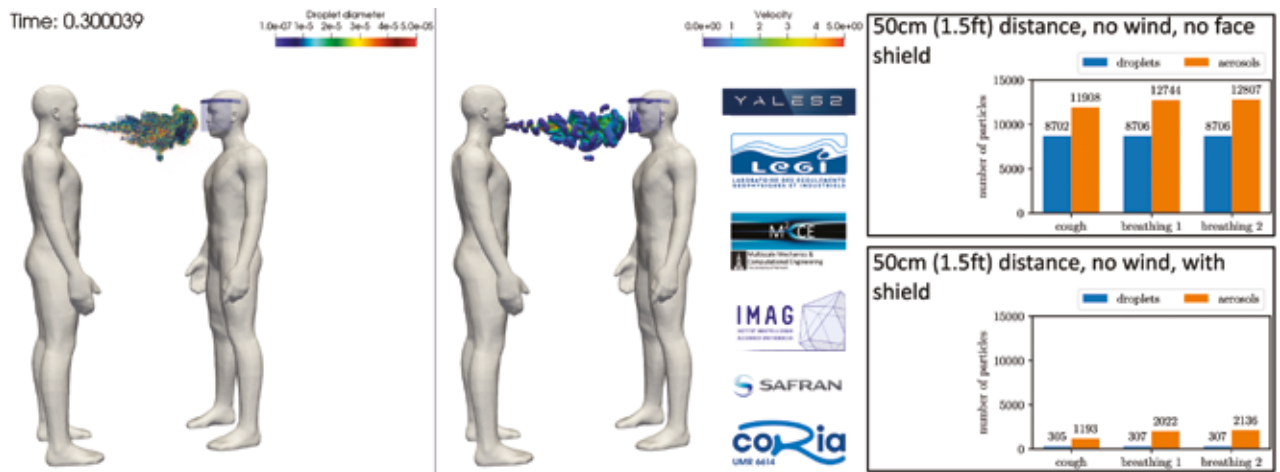 Time: 0.300039
Droplet diameter
1.0e-07 1e-5 2e-5 3e-5 4e-5 5.0e-05
Velocity
0.0e+00 1 2 3 4 5.00e+00
YALES2
LEGI
LABORATOIRE DES ECOULEMENTS
GEOPHYSIQUES ET INDUSTRIELS
Multiscale Mechanics &
Computational Engineering
IMAG
SAFRAN
coRia
UMR 6614
50cm (1.5ft) distance, no wind, no face
shield
droplets aerosols
number of particles
15000
10000
5000
0
8702 11908
8706 12744
8706 12807
cough breathing 1 breathing 2
50cm (1.5ft) distance, no wind, with
shield
droplets aerosols
number of particles
15000
10000
5000
0
305 1193
307 2022
307 2136
cough breathing 1 breathing 2